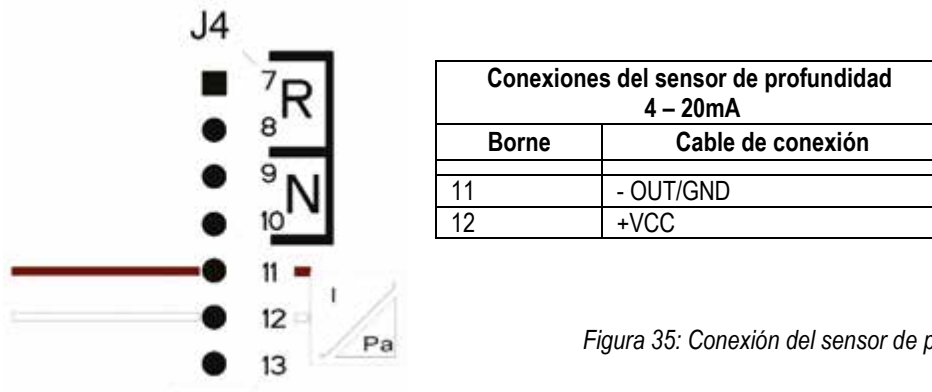 J4
7
R
8
9
N
10
11
I
12
Pa
13
Conexiones del sensor de profundidad
4 – 20mA
Borne Cable de conexión
11 - OUT/GND
12 +VCC
Figura 35: Conexión del sensor de p